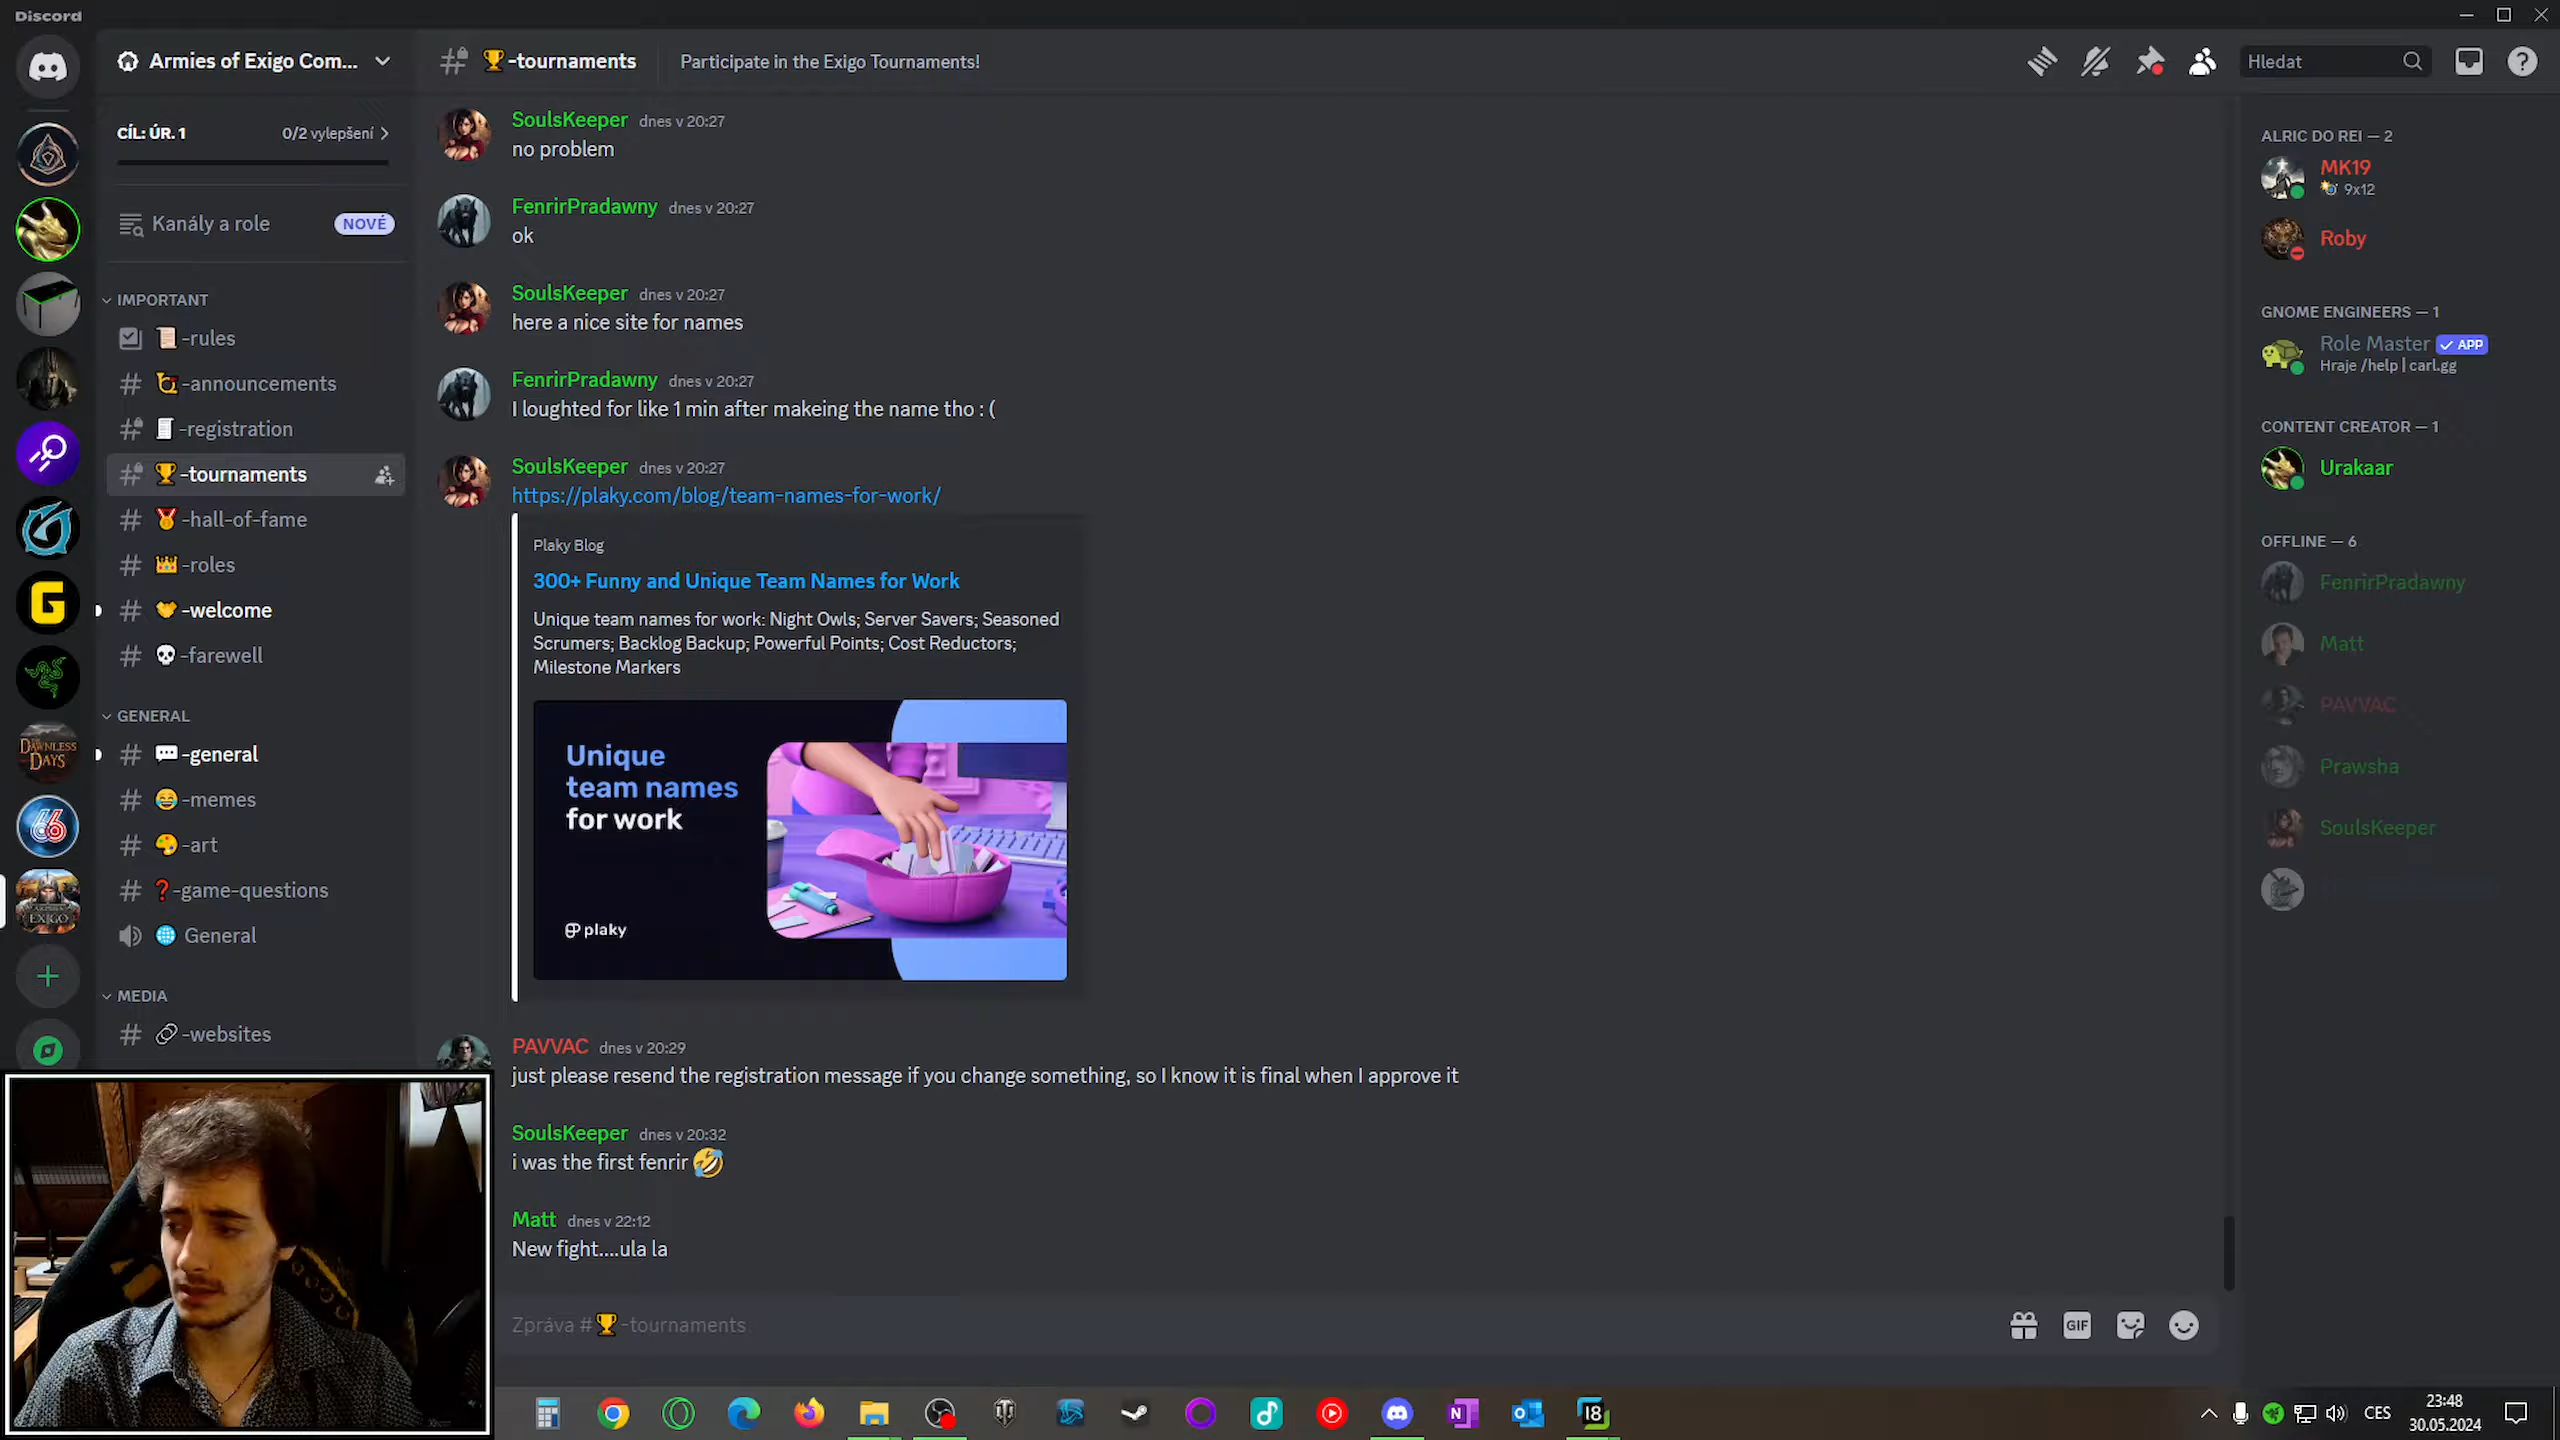 Discord
Armies of Exigo Com...
CÍL: ÚR. 1
0/2 vylepšení
Kanály a role
NOVÉ
IMPORTANT
-rules
-announcements
-registration
-tournaments
-hall-of-fame
-roles
-welcome
-farewell
GENERAL
-general
-memes
-art
-game-questions
General
MEDIA
-websites
DAWNLESS
DAYS
G
66
EXIGO
-tournaments
Participate in the Exigo Tournaments!
Hledat
SoulsKeeper dnes v 20:27
no problem
FenrirPradawny dnes v 20:27
ok
SoulsKeeper dnes v 20:27
here a nice site for names
FenrirPradawny dnes v 20:27
I loughted for like 1 min after makeing the name tho : (
SoulsKeeper dnes v 20:27
https://plaky.com/blog/team-names-for-work/
Plaky Blog
300+ Funny and Unique Team Names for Work
Unique team names for work: Night Owls; Server Savers; Seasoned
Scrumers; Backlog Backup; Powerful Points; Cost Reductors;
Milestone Markers
Unique
team names
for work
plaky
PAVVAC dnes v 20:29
just please resend the registration message if you change something, so I know it is final when I approve it
SoulsKeeper dnes v 20:32
i was the first fenrir
Matt dnes v 22:12
New fight....ula la
Zpráva # -tournaments
GIF
ALRIC DO REI — 2
MK19
9x12
Roby
GNOME ENGINEERS — 1
Role Master APP
Hraje /help | carl.gg
CONTENT CREATOR — 1
Urakaar
OFFLINE — 6
FenrirPradawny
Matt
PAVVAC
Prawsha
SoulsKeeper
18
CES
23:48
30.05.2024